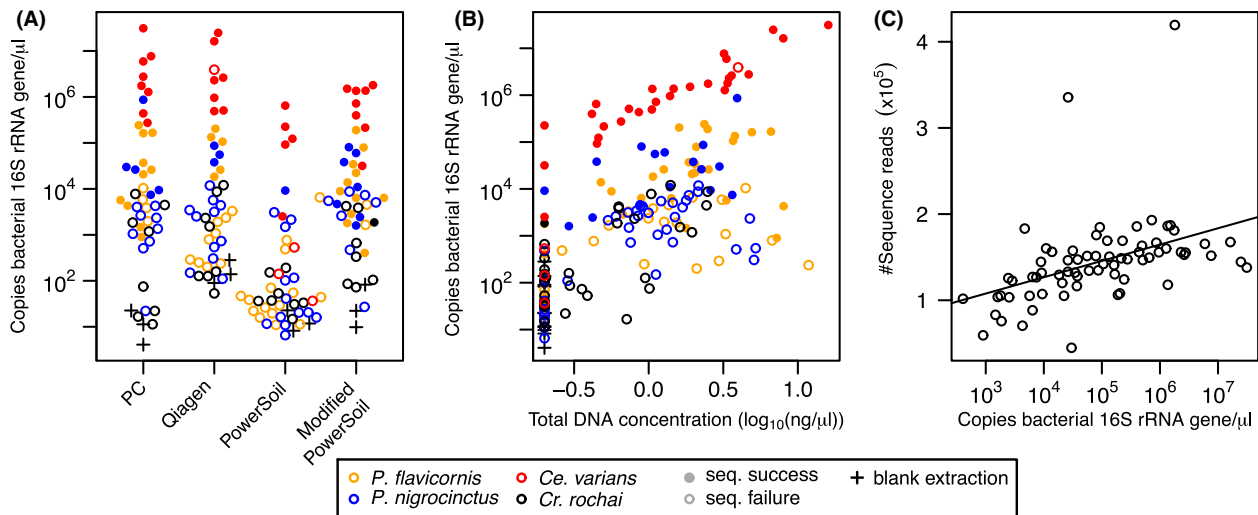 (A)
Copies bacterial 16S rRNA gene/µl
10^6
10^4
10^2
PC
Qiagen
PowerSoil
Modified
PowerSoil
(B)
Copies bacterial 16S rRNA gene/µl
10^6
10^4
10^2
−0.5 0.0 0.5 1.0
Total DNA concentration (log10(ng/µl))
(C)
#Sequence reads (x10^5)
4
3
2
1
10^3 10^4 10^5 10^6 10^7
Copies bacterial 16S rRNA gene/µl
P. flavicornis Ce. varians seq. success blank extraction
P. nigrocinctus Cr. rochai seq. failure